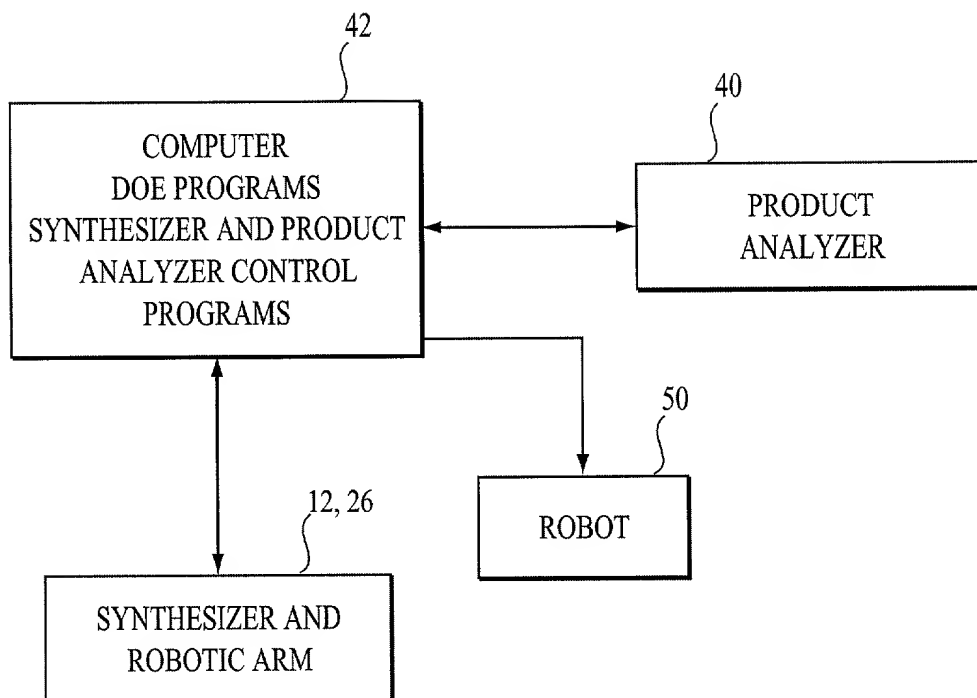 42
COMPUTER
DOE PROGRAMS
SYNTHESIZER AND PRODUCT
ANALYZER CONTROL
PROGRAMS
40
PRODUCT
ANALYZER
50
ROBOT
12, 26
SYNTHESIZER AND
ROBOTIC ARM